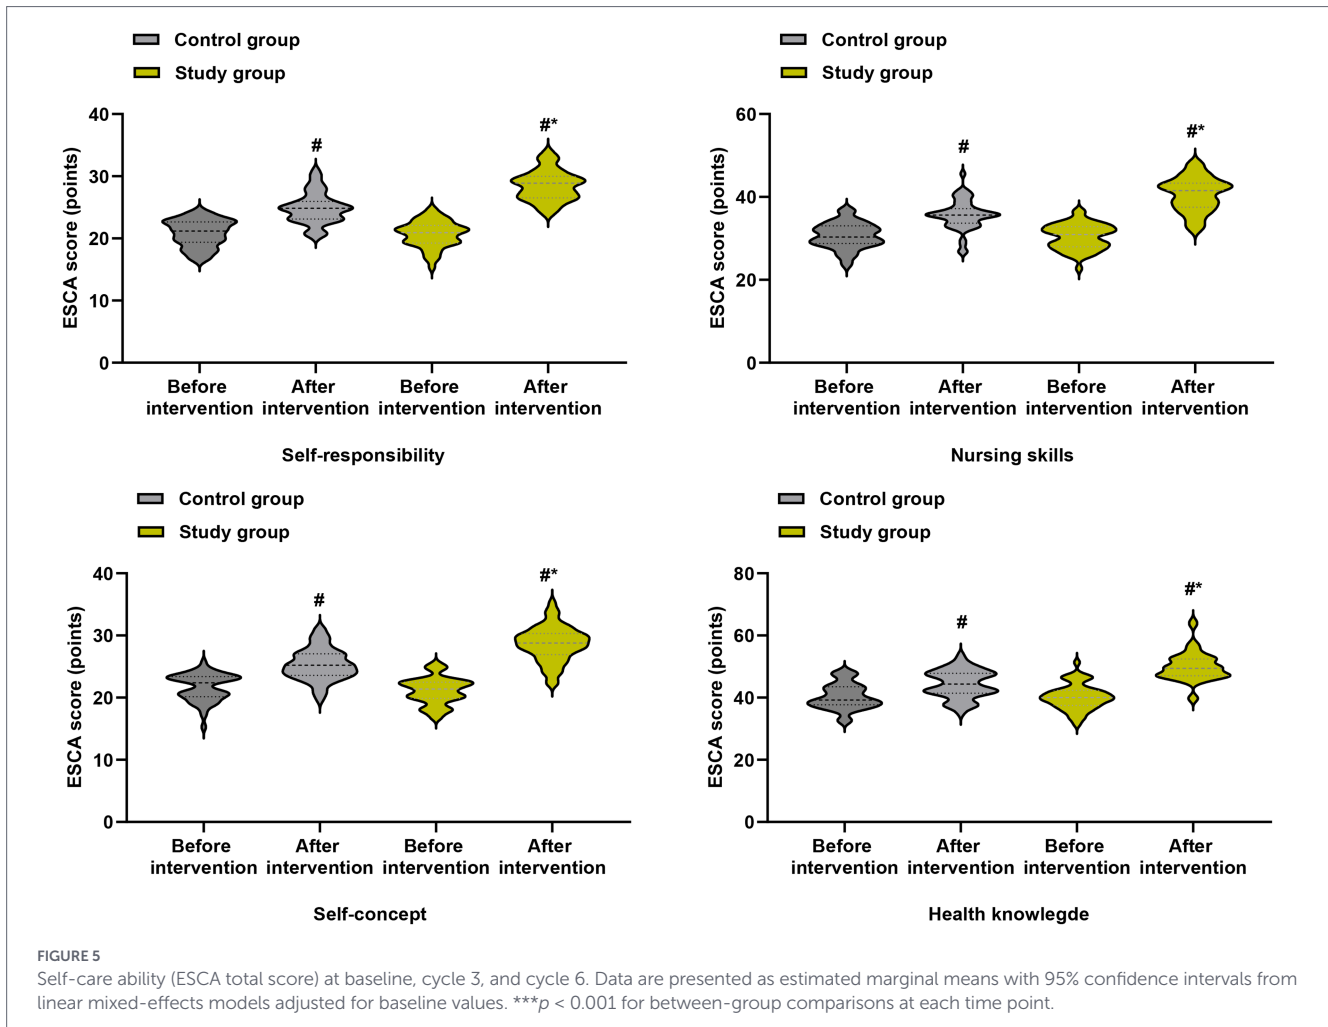 Control group
Study group
40
30
20
10
0
ESCA score (points)
#
#*
Before intervention
After intervention
Before intervention
After intervention
Self-responsibility
Control group
Study group
60
40
20
0
ESCA score (points)
#
#*
Before intervention
After intervention
Before intervention
After intervention
Nursing skills
Control group
Study group
40
30
20
10
0
ESCA score (points)
#
#*
Before intervention
After intervention
Before intervention
After intervention
Self-concept
Control group
Study group
80
60
40
20
0
ESCA score (points)
#
#*
Before intervention
After intervention
Before intervention
After intervention
Health knowlegde
FIGURE 5
Self-care ability (ESCA total score) at baseline, cycle 3, and cycle 6. Data are presented as estimated marginal means with 95% confidence intervals from
linear mixed-effects models adjusted for baseline values. ***p < 0.001 for between-group comparisons at each time point.